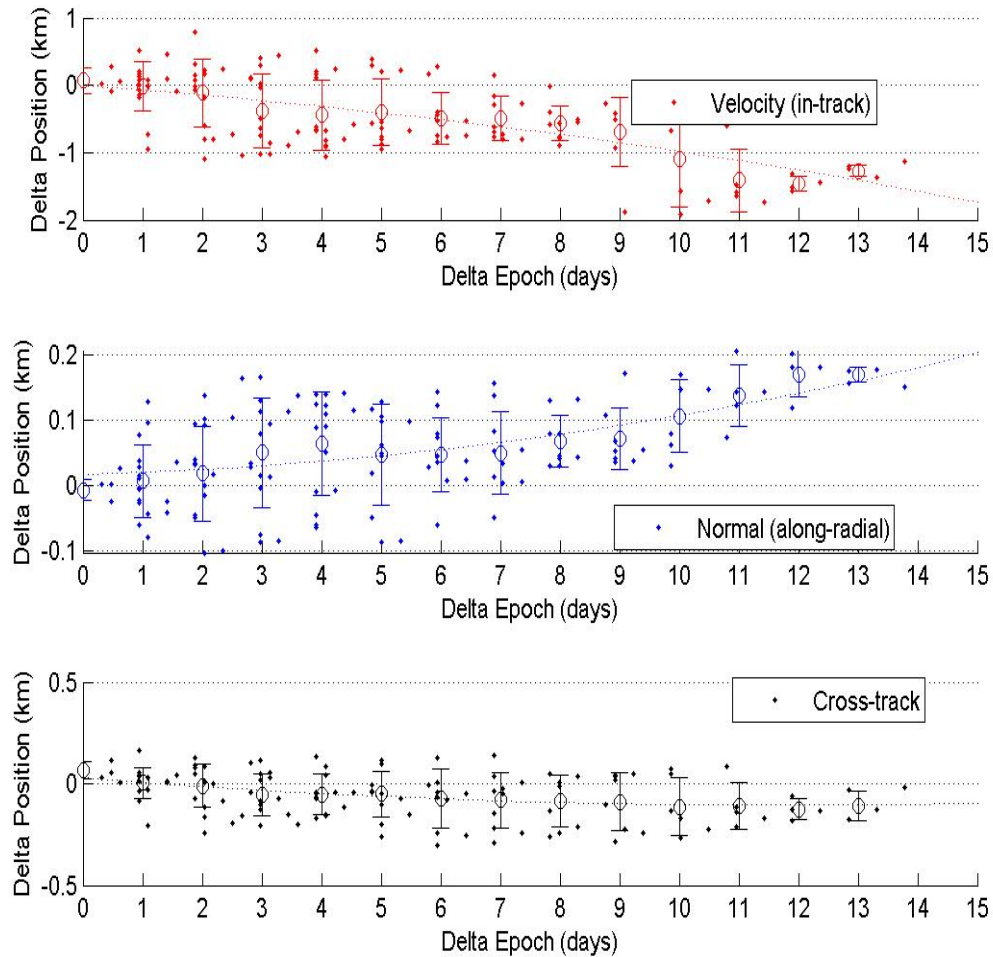 Delta Position (km)
1
0
-1
-2
Velocity (in-track)
0 1 2 3 4 5 6 7 8 9 10 11 12 13 14 15
Delta Epoch (days)
Delta Position (km)
0.2
0.1
0
-0.1
Normal (along-radial)
0 1 2 3 4 5 6 7 8 9 10 11 12 13 14 15
Delta Epoch (days)
Delta Position (km)
0.5
0
-0.5
Cross-track
0 1 2 3 4 5 6 7 8 9 10 11 12 13 14 15
Delta Epoch (days)